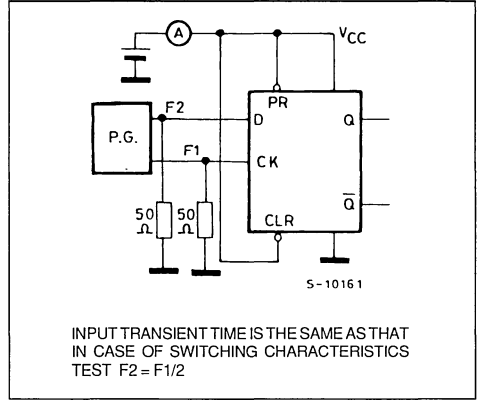 A
VCC
F2
PR
P.G.
D
Q
F1
CK
50
Ω
50
Ω
CLR
Q̅
S-10161
INPUT TRANSIENT TIME IS THE SAME AS THAT
IN CASE OF SWITCHING CHARACTERISTICS
TEST F2 = F1/2